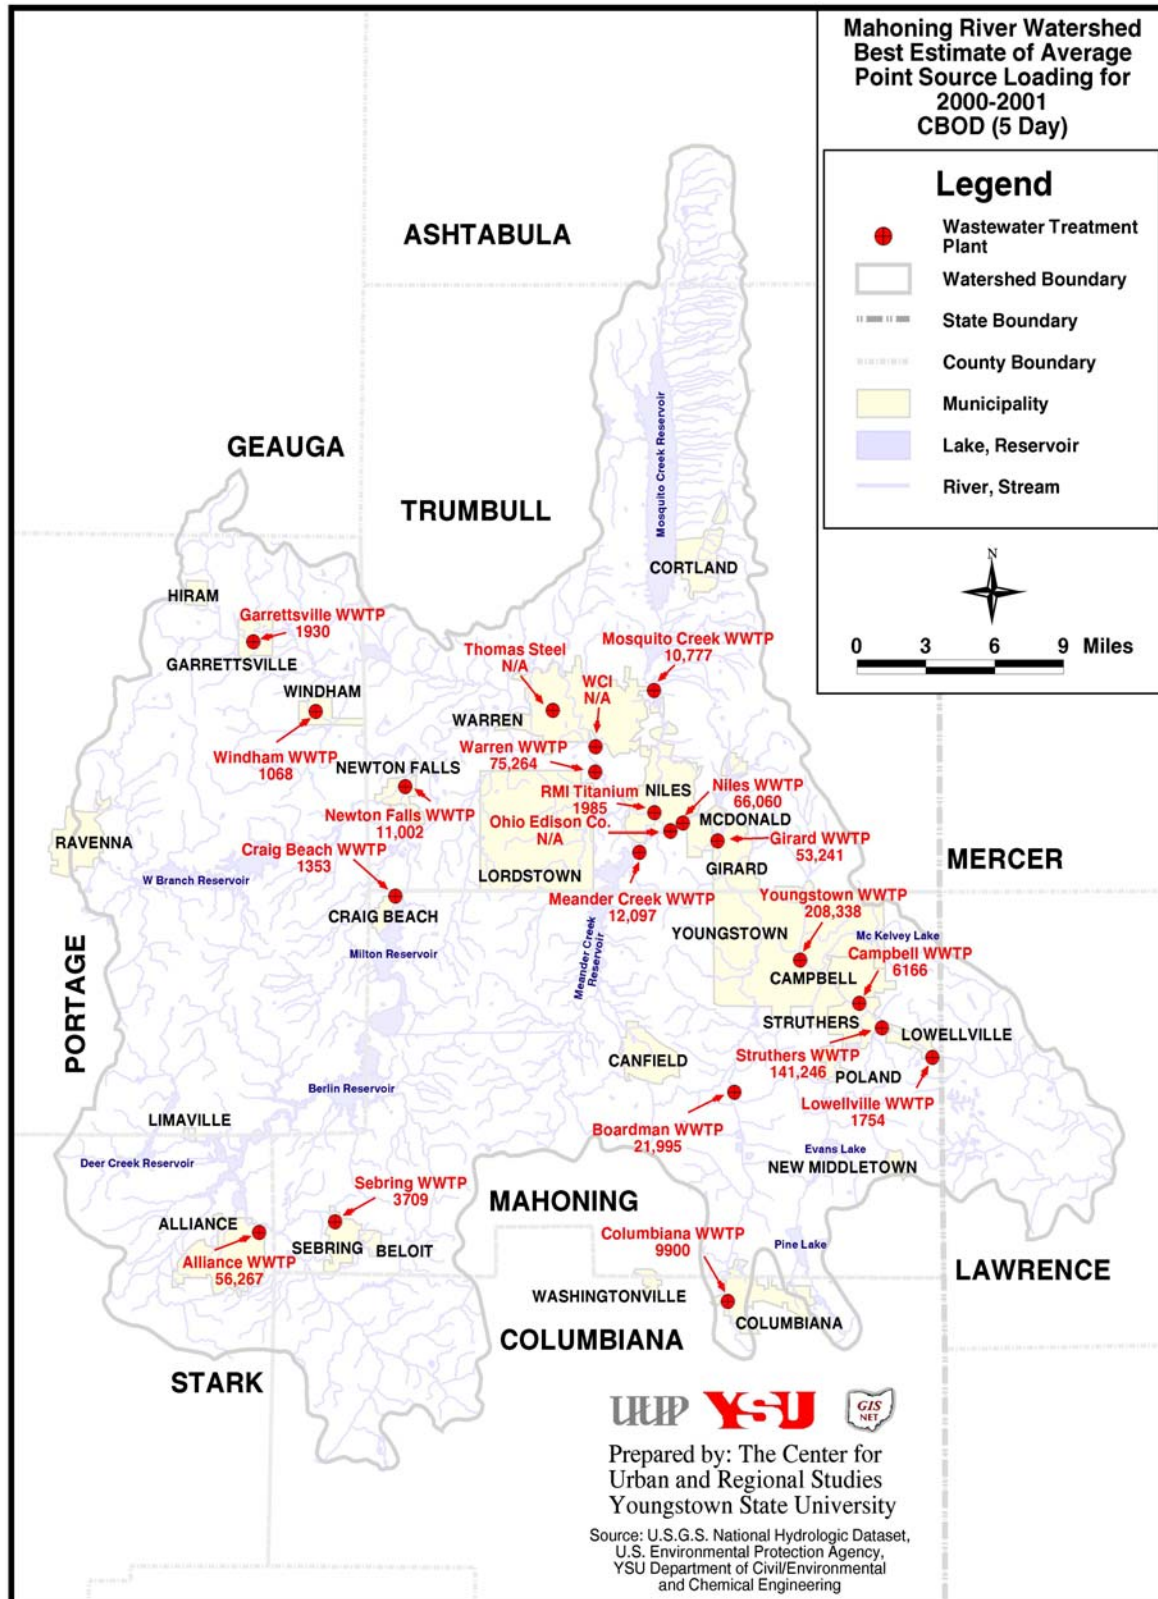 Mahoning River Watershed
Best Estimate of Average
Point Source Loading for
2000-2001
CBOD (5 Day)
Legend
Wastewater Treatment
Plant
Watershed Boundary
State Boundary
County Boundary
Municipality
Lake, Reservoir
River, Stream
N
0 3 6 9 Miles
ASHTABULA
GEAUGA
TRUMBULL
Mosquito Creek Reservoir
CORTLAND
HIRAM
Garrettsville WWTP
1930
GARRETTSVILLE
WINDHAM
Windham WWTP
1068
Thomas Steel
N/A
Mosquito Creek WWTP
10,777
WCI
N/A
WARREN
Warren WWTP
75,264
NEWTON FALLS
Newton Falls WWTP
11,002
RMI Titanium
1985
NILES
Niles WWTP
66,060
Ohio Edison Co.
N/A
MCDONALD
Girard WWTP
53,241
GIRARD
RAVENNA
W Branch Reservoir
Craig Beach WWTP
1353
CRAIG BEACH
LORDSTOWN
Meander Creek WWTP
12,097
MERCER
Youngstown WWTP
208,338
YOUNGSTOWN
Mc Kelvey Lake
Milton Reservoir
Meander Creek
Reservoir
CAMPBELL
Campbell WWTP
6166
PORTAGE
STRUTHERS
LOWELLVILLE
Struthers WWTP
141,246
CANFIELD
POLAND
Lowellville WWTP
1754
Berlin Reservoir
LIMAVILLE
Boardman WWTP
21,995
Evans Lake
NEW MIDDLETOWN
Deer Creek Reservoir
Sebring WWTP
3709
MAHONING
ALLIANCE
SEBRING
BELOIT
Alliance WWTP
56,267
Columbiana WWTP
9900
Pine Lake
LAWRENCE
WASHINGTONVILLE
COLUMBIANA
COLUMBIANA
STARK
UUP
YSU
GIS
NET
Prepared by: The Center for
Urban and Regional Studies
Youngstown State University
Source: U.S.G.S. National Hydrologic Dataset,
U.S. Environmental Protection Agency,
YSU Department of Civil/Environmental
and Chemical Engineering